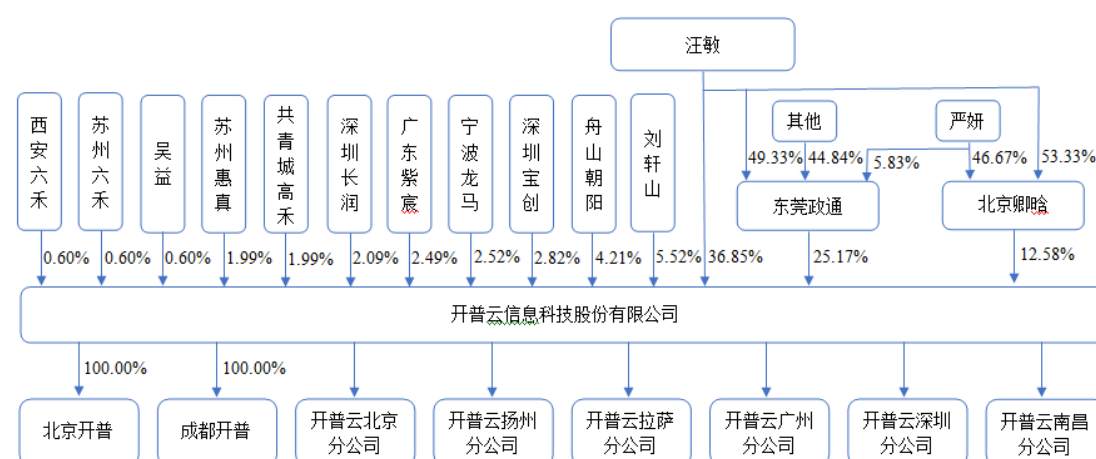 汪敏
西安六禾
苏州六禾
吴益
苏州惠真
共青城高禾
深圳长润
广东紫宸
宁波龙马
深圳宝创
舟山朝阳
刘轩山
其他
严妍
49.33%
44.84%
5.83%
46.67%
53.33%
东莞政通
北京卿晗
0.60%
0.60%
0.60%
1.99%
1.99%
2.09%
2.49%
2.52%
2.82%
4.21%
5.52%
36.85%
25.17%
12.58%
开普云信息科技股份有限公司
100.00%
100.00%
北京开普
成都开普
开普云北京
分公司
开普云扬州
分公司
开普云拉萨
分公司
开普云广州
分公司
开普云深圳
分公司
开普云南昌
分公司